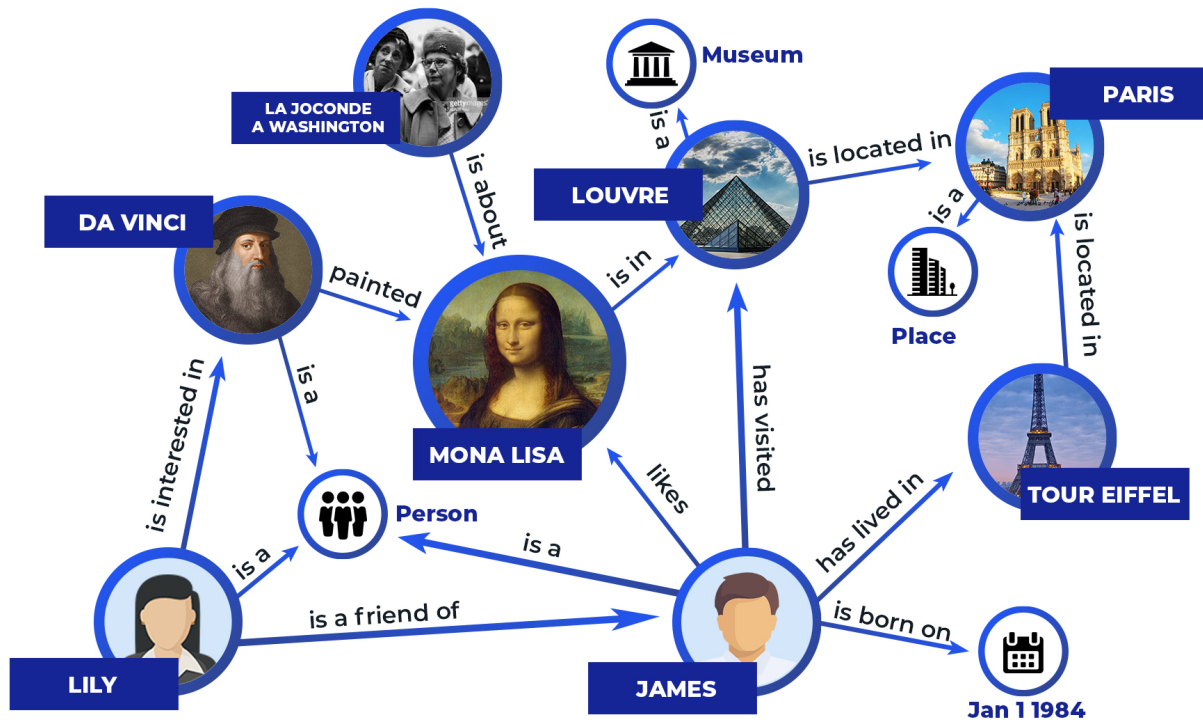 Museum
PARIS
LA JOCONDE
A WASHINGTON
gettyimages
is a
is located in
is about
LOUVRE
DA VINCI
is a
is located in
painted
is in
Place
is a
has visited
is interested in
MONA LISA
likes
TOUR EIFFEL
Person
has lived in
is a
is a
is a friend of
is born on
LILY
JAMES
Jan 1 1984